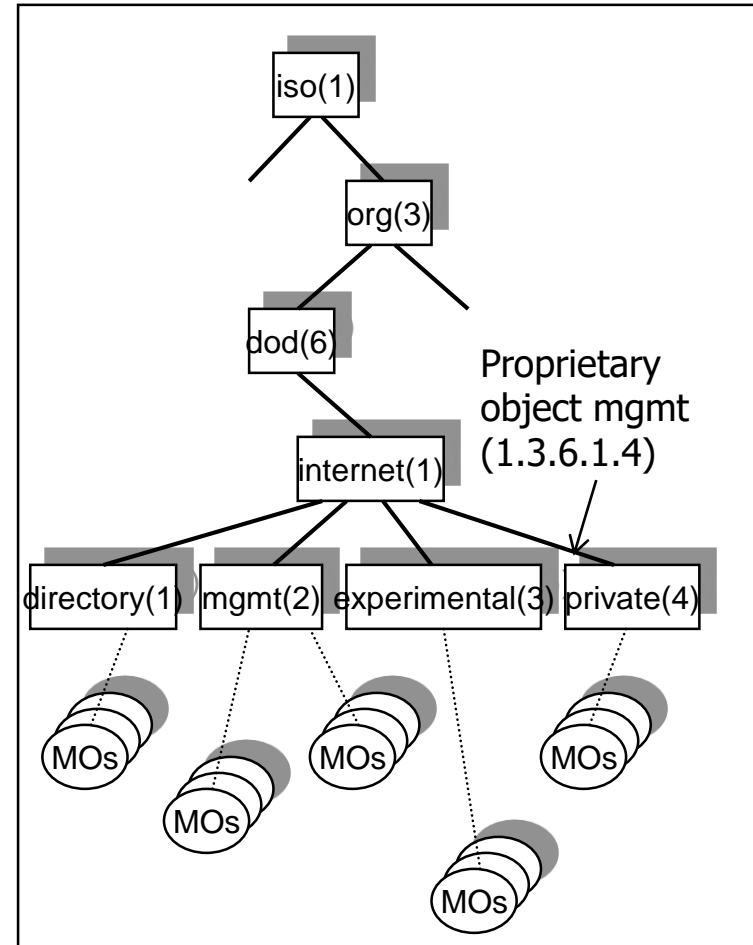 iso(1)
org(3)
dod(6)
Proprietary
object mgmt
(1.3.6.1.4)
internet(1)
directory(1)
mgmt(2)
experimental(3)
private(4)
MOs
MOs
MOs
MOs
MOs